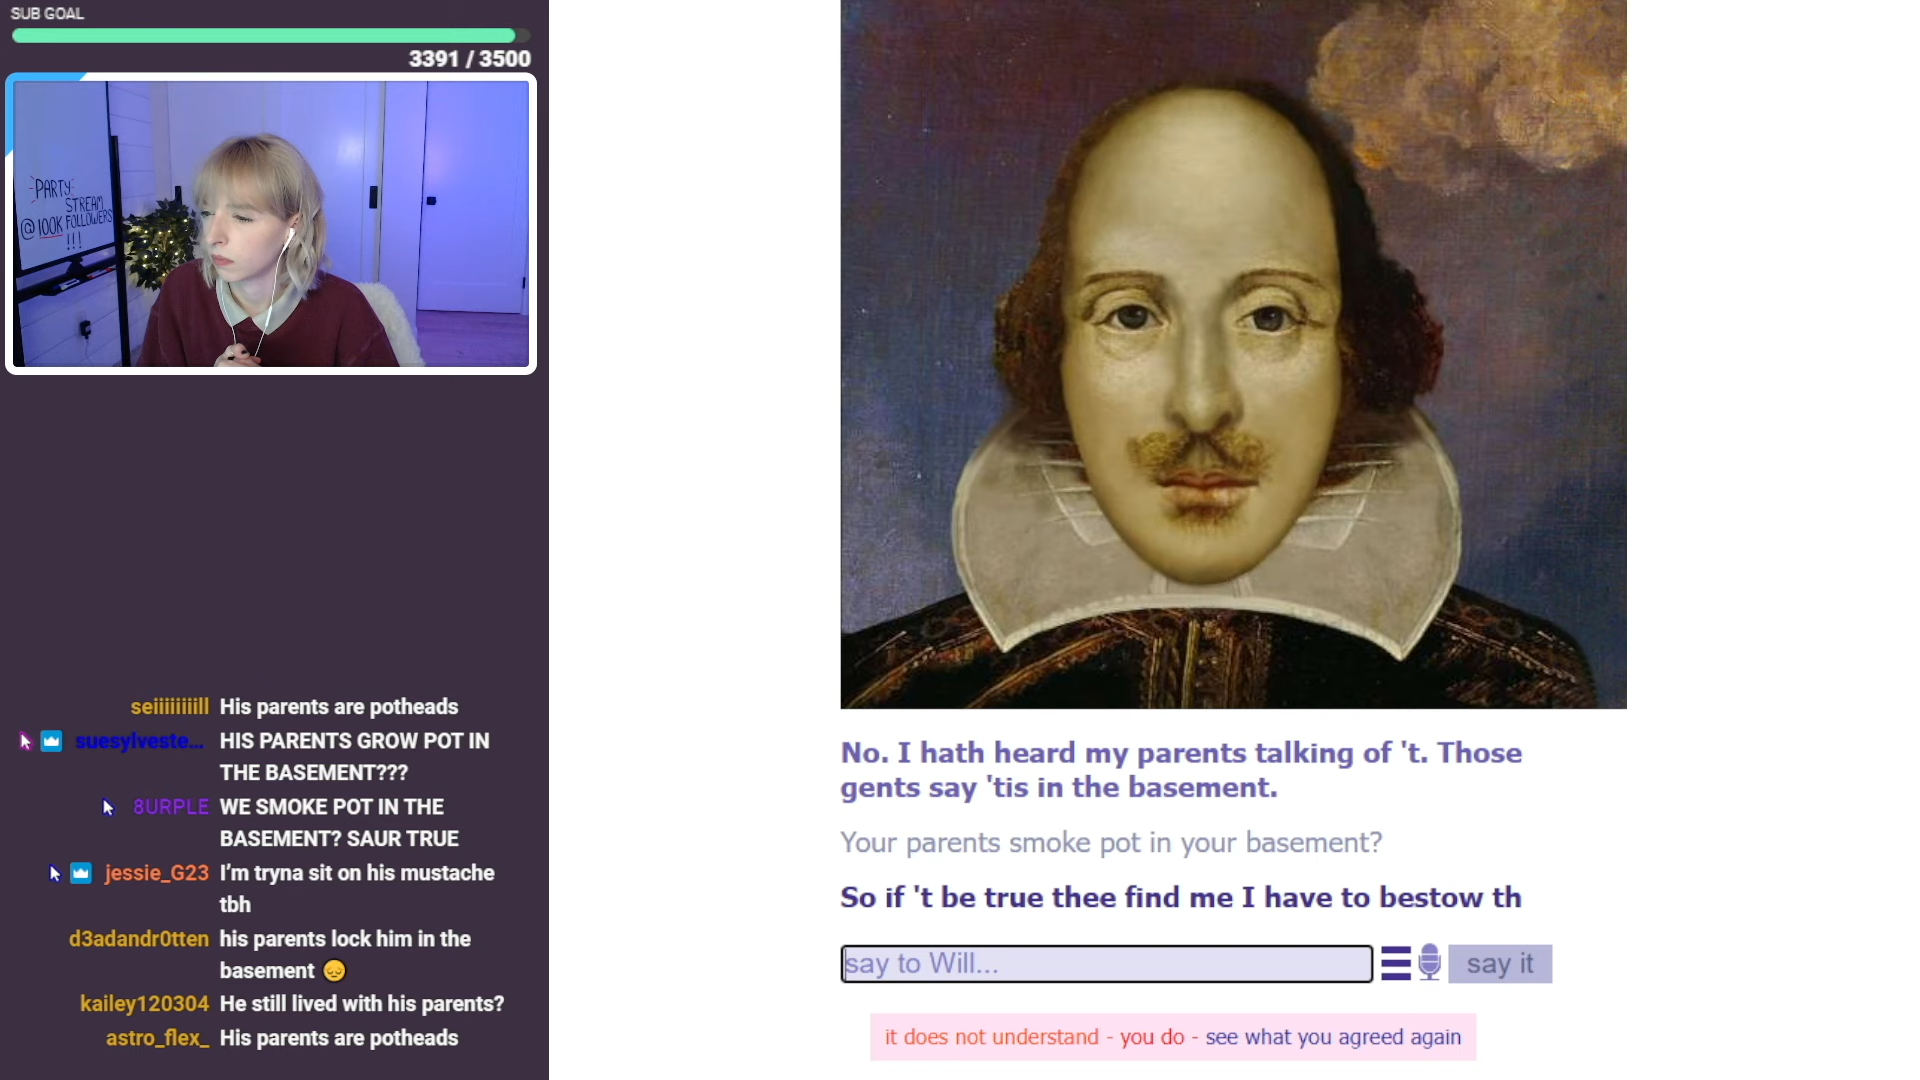 SUB GOAL
3391 / 3500
PARTY
STREAM
@100K FOLLOWERS
!!!
seiiiiiiiill His parents are potheads
suesylveste... HIS PARENTS GROW POT IN
THE BASEMENT???
8URPLE WE SMOKE POT IN THE
BASEMENT? SAUR TRUE
jessie_G23 I'm tryna sit on his mustache
tbh
d3adandr0tten his parents lock him in the
basement 😔
kailey120304 He still lived with his parents?
astro_flex_ His parents are potheads
No. I hath heard my parents talking of 't. Those
gents say 'tis in the basement.
Your parents smoke pot in your basement?
So if 't be true thee find me I have to bestow th
say to Will...
say it
it does not understand - you do - see what you agreed again